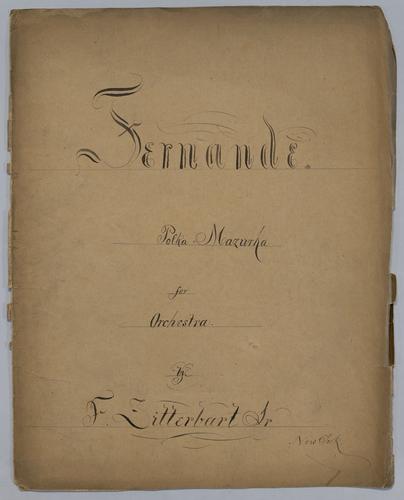 Fernande.
Polka Mazurka
for
Orchestra.
by
F. Zitterbart Jr
New York